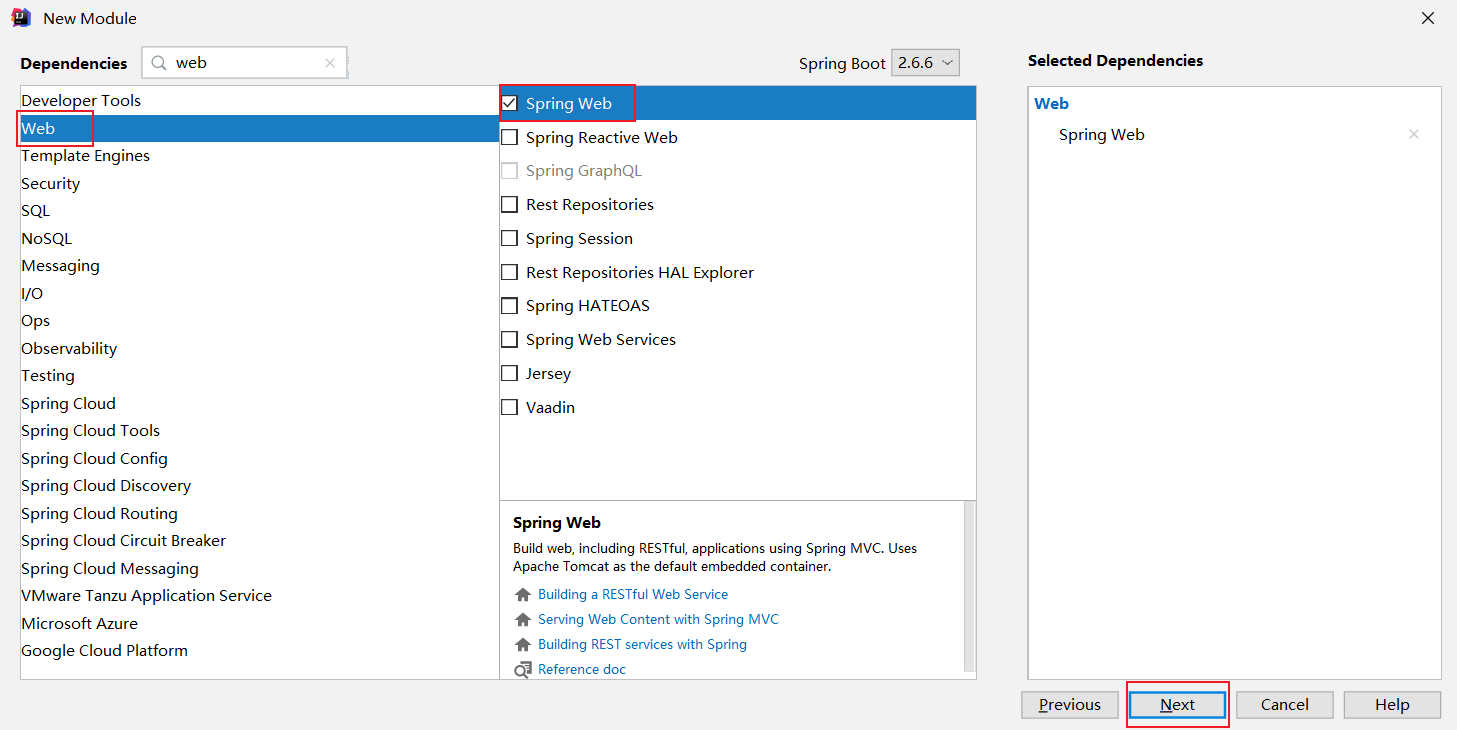 New Module
Dependencies
web
Spring Boot 2.6.6
Selected Dependencies
Developer Tools
Web
Template Engines
Security
SQL
NoSQL
Messaging
I/O
Ops
Observability
Testing
Spring Cloud
Spring Cloud Tools
Spring Cloud Config
Spring Cloud Discovery
Spring Cloud Routing
Spring Cloud Circuit Breaker
Spring Cloud Messaging
VMware Tanzu Application Service
Microsoft Azure
Google Cloud Platform
Spring Web
Spring Reactive Web
Spring GraphQL
Rest Repositories
Spring Session
Rest Repositories HAL Explorer
Spring HATEOAS
Spring Web Services
Jersey
Vaadin
Spring Web
Build web, including RESTful, applications using Spring MVC. Uses
Apache Tomcat as the default embedded container.
Building a RESTful Web Service
Serving Web Content with Spring MVC
Building REST services with Spring
Reference doc
Web
Spring Web
Previous
Next
Cancel
Help